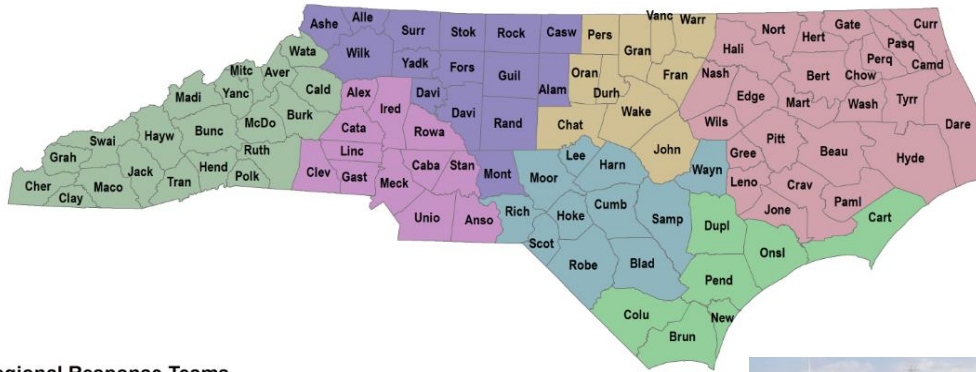 Ashe Alle Surr Stok Rock Casw Pers Vanc Warr
Gran
Nort Hert Gate Curr
Pasq
Perq Camd
Wata Wilk Yadk Fors Guil Alam Oran Durh Fran Hali
Nash Bert Chow
Mitc Aver
Madi Yanc Cald Alex Ired Davi
Davi Rand Chat Wake Edge Mart Wash Tyrr Dare
Swai Hayw Bunc McDo Burk Cata Rowa
Wils Pitt Beau Hyde
Grah Jack Hend Ruth Linc Caba Stan
Lee Harn John Wayn Gree
Cher Maco Tran Polk Clev Gast Meck Mont Moor
Leno Crav Paml
Clay
Unio Anso Rich Hoke Cumb Samp Dupl Jone Cart
Scot
Robe Blad Onsl
Pend
Colu New
Brun
egional Response Teams